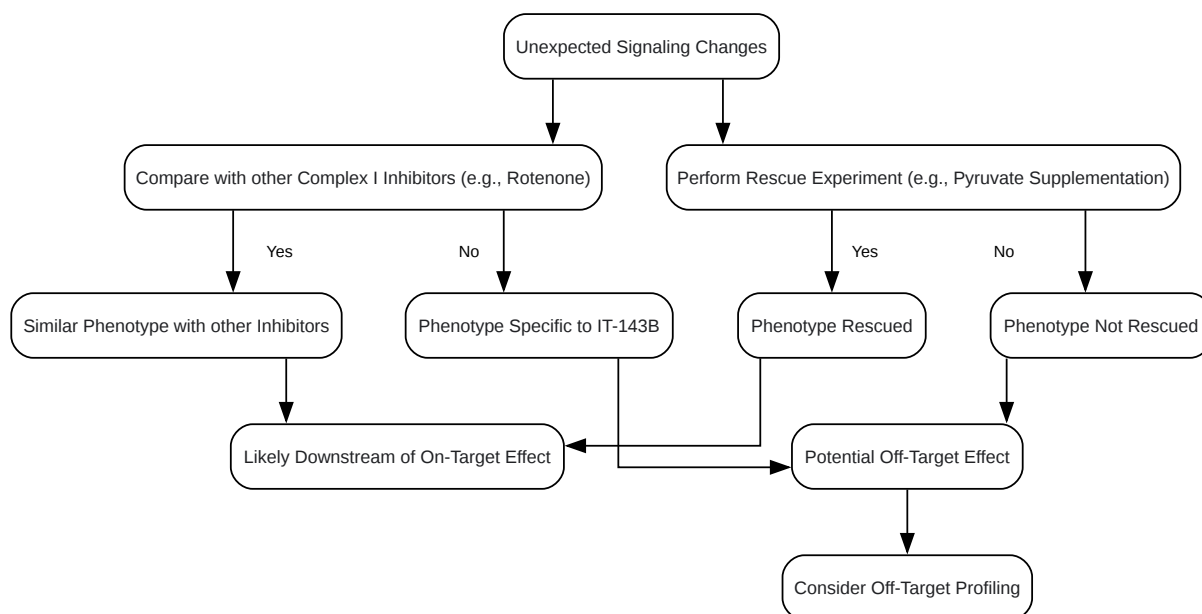 Unexpected Signaling Changes
Compare with other Complex I Inhibitors (e.g., Rotenone)
Perform Rescue Experiment (e.g., Pyruvate Supplementation)
Yes
No
Yes
No
Similar Phenotype with other Inhibitors
Phenotype Specific to IT-143B
Phenotype Rescued
Phenotype Not Rescued
Likely Downstream of On-Target Effect
Potential Off-Target Effect
Consider Off-Target Profiling